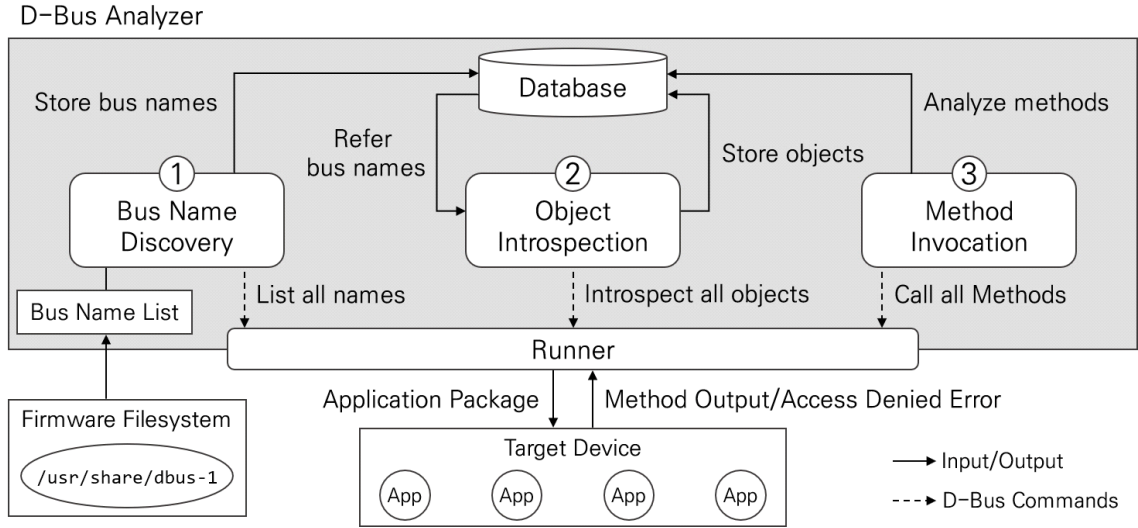 D-Bus Analyzer
Database
Store bus names
Analyze methods
Refer
bus names
Store objects
1
Bus Name
Discovery
2
Object
Introspection
3
Method
Invocation
List all names
Introspect all objects
Call all Methods
Bus Name List
Runner
Application Package
Method Output/Access Denied Error
Firmware Filesystem
/usr/share/dbus-1
Target Device
App
App
App
App
Input/Output
D-Bus Commands